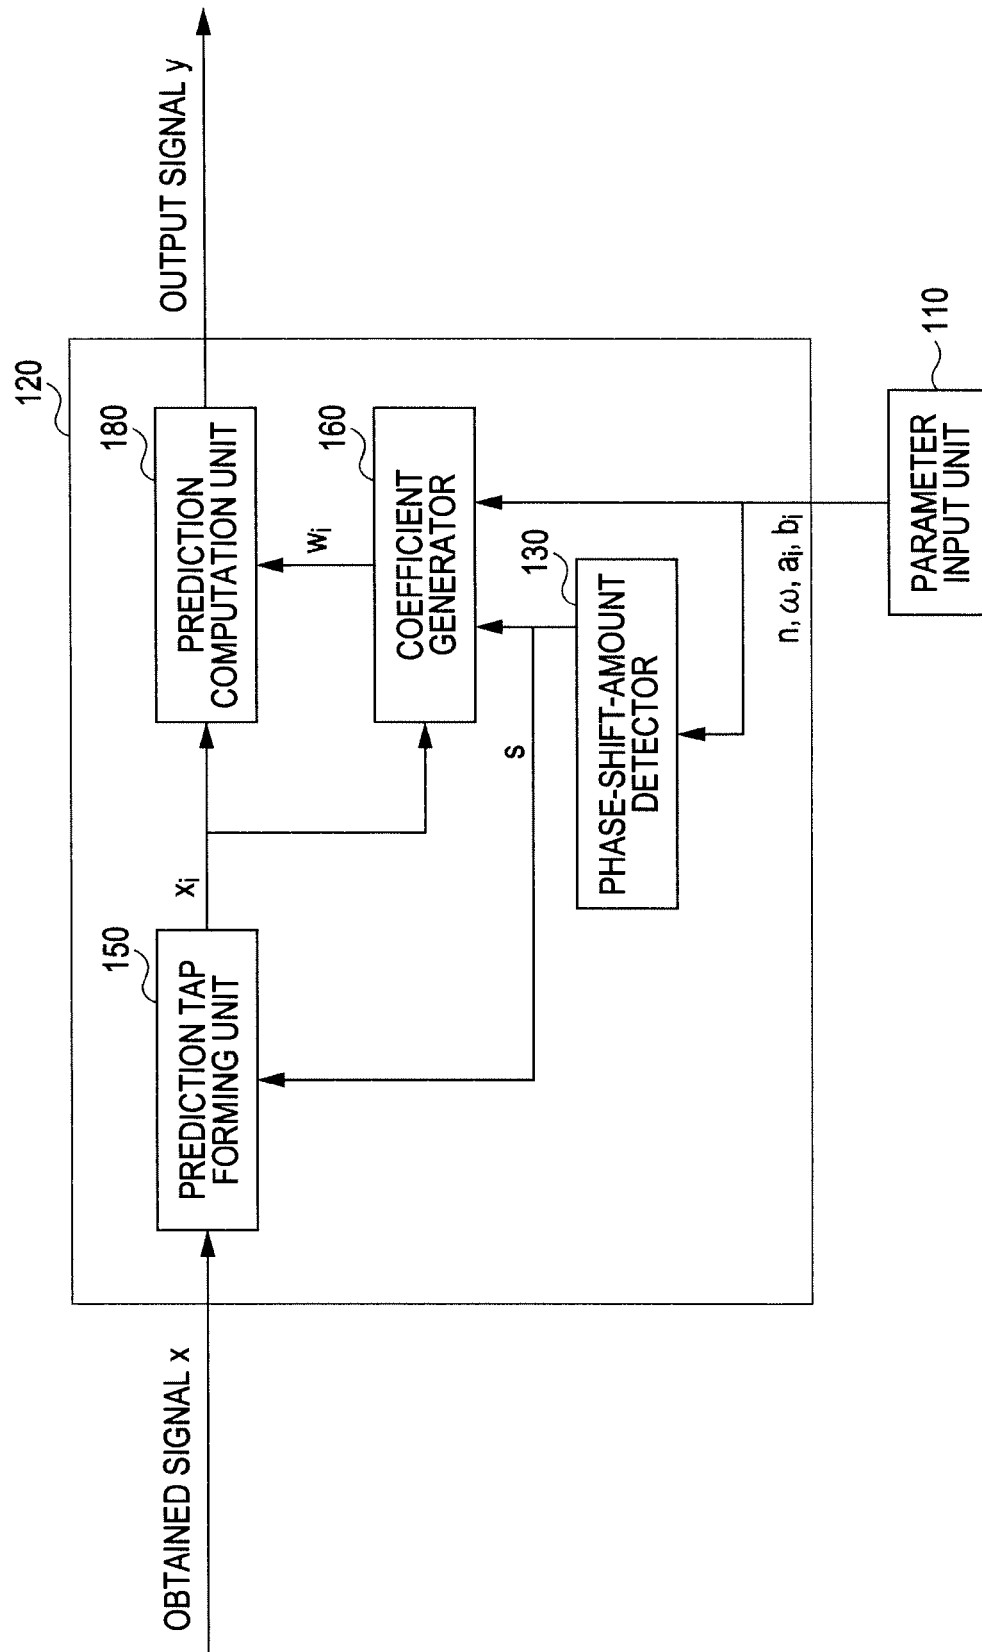 120
OBTAINED SIGNAL x
150
PREDICTION TAP
FORMING UNIT
xi
180
PREDICTION
COMPUTATION UNIT
OUTPUT SIGNAL y
wi
160
COEFFICIENT
GENERATOR
s
130
PHASE-SHIFT-AMOUNT
DETECTOR
n, ω, ai, bi
110
PARAMETER
INPUT UNIT